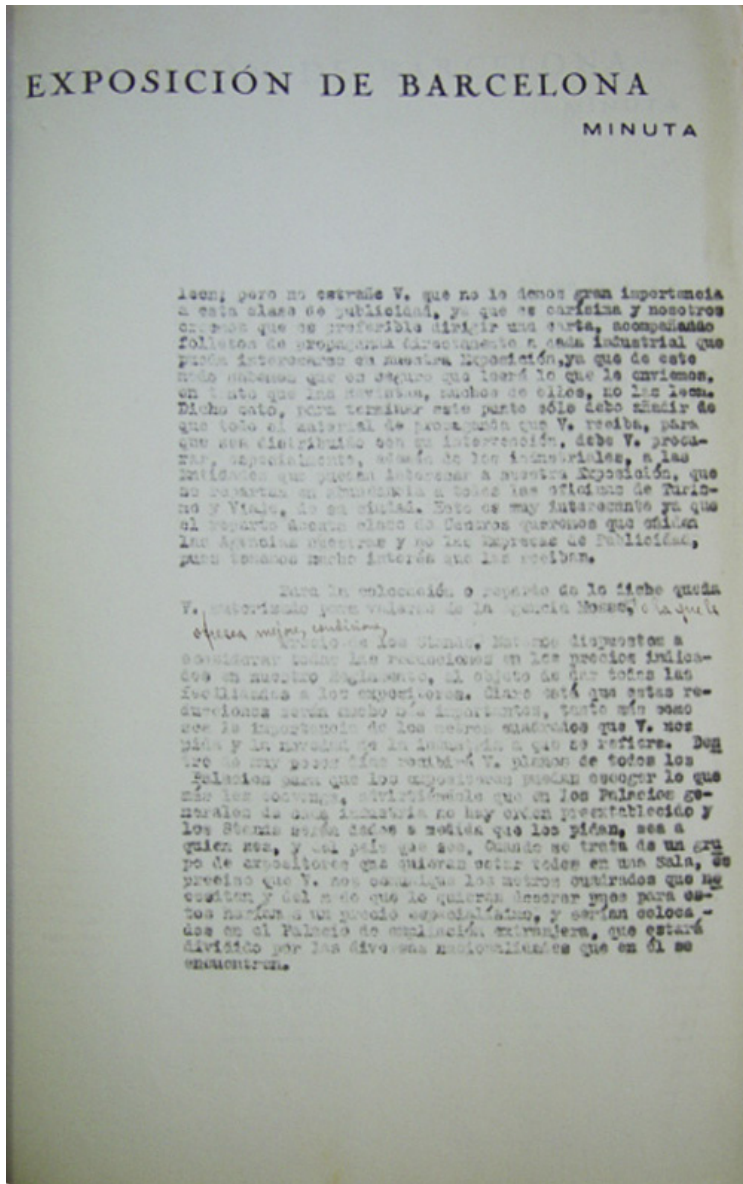 EXPOSICIÓN DE BARCELONA
MINUTA
leen; pero no extrañe V. que no le demos gran importancia
a esta clase de publicidad, ya que es carísima y nosotros
creemos que es preferible dirigir una carta, acompañando
folletos de propaganda directamente a cada industrial que
pueda interesarse en nuestra Exposición,ya que de este
modo sabemos que es seguro que leerá lo que le enviemos,
en tanto que las Revistas, muchos de ellos, no las leen.
Dicho esto, para terminar este punto sólo debo añadir de
que todo el material de propaganda que V. reciba, para
que sea distribuido con su intervención, debe V. procu-
rar, especialmente, además de los industriales, a las
Entidades que puedan interesar a nuestra Exposición, que
se repartan en abundancia a todas las oficinas de Turis-
mo y Viaje, de su ciudad. Esto es muy interesante ya que
el reparto de esta clase de Centros queremos que cuiden
las Agencias nuestras y no las Empresas de Publicidad,
pues tenemos mucho interés que las reciban.
Para la colocación o reparto de lo dicho queda
V. autorizado para valerse de la Agencia Mosse, o la que le
ofrezca mejores condiciones
Precio de los Stands. Estamos dispuestos a
considerar todas las reducciones en los precios indica-
dos en nuestro Reglamento, al objeto de dar todas las
facilidades a los expositores. Claro está que estas re-
ducciones serán mucho más importantes, tanto más como
sea la importancia de los metros cuadrados que V. nos
pida y la novedad de la industria a que se refiera. Den
tro de muy pocos días recibirá V. planos de todos los
Palacios para que los expositores puedan escoger lo que
más les convenga, advirtiéndole que en los Palacios ge-
nerales de cada industria no hay orden preestablecido y
los Stands serán dados a medida que los pidan, sea a
quien sea, y del país que sea. Cuando se trata de un gru
po de expositores que quieran estar todos en una Sala, es
preciso que V. nos consigne los metros cuadrados que ne
cesitan y del modo que lo quieran decorar pues para es-
tos haríamos un precio especialísimo, y serían coloca -
dos en el Palacio de ampliación extranjera, que estará
dividido por las diversas nacionalidades que en él se
encuentren.